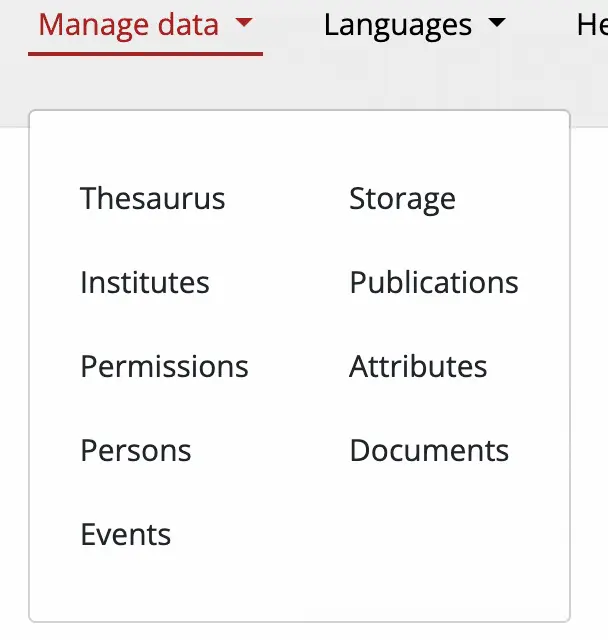 Manage data Languages He
Thesaurus Storage
Institutes Publications
Permissions Attributes
Persons Documents
Events